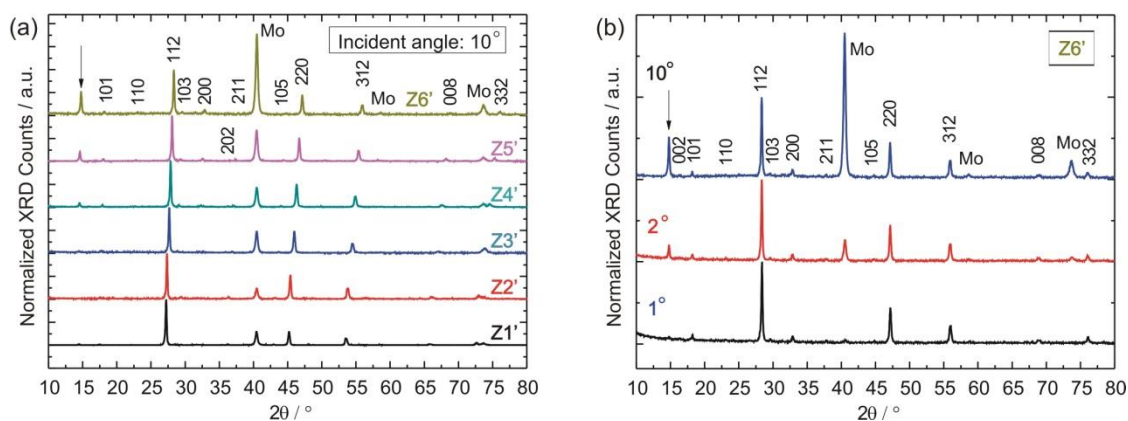 (a)
Normalized XRD Counts / a.u.
Incident angle: 10°
101
110
112
103
200
202
211
Mo
105
220
312
Mo
008
Mo
332
Z6’
Z5’
Z4’
Z3’
Z2’
Z1’
10 15 20 25 30 35 40 45 50 55 60 65 70 75 80
2θ / °
(b)
Normalized XRD Counts / a.u.
Z6’
10°
002
101
110
112
103
200
211
Mo
105
220
312
Mo
008
Mo
332
2°
1°
10 15 20 25 30 35 40 45 50 55 60 65 70 75 80
2θ / °